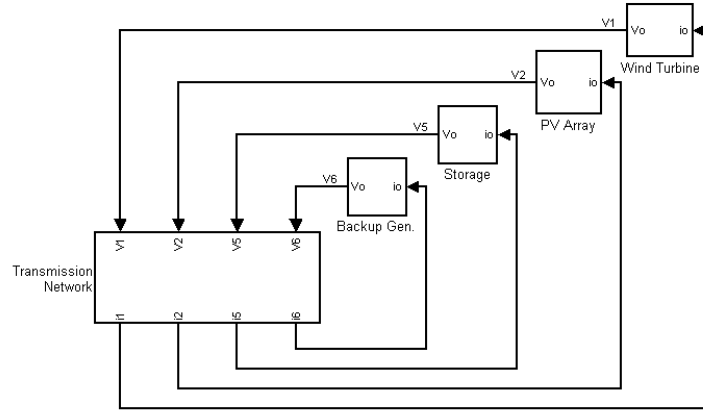 V1
Vo
io
Wind Turbine
V2
Vo
io
PV Array
V5
Vo
io
Storage
V6
Vo
io
Backup Gen.
V1
V2
V5
V6
Transmission
Network
i1
i2
i5
i6